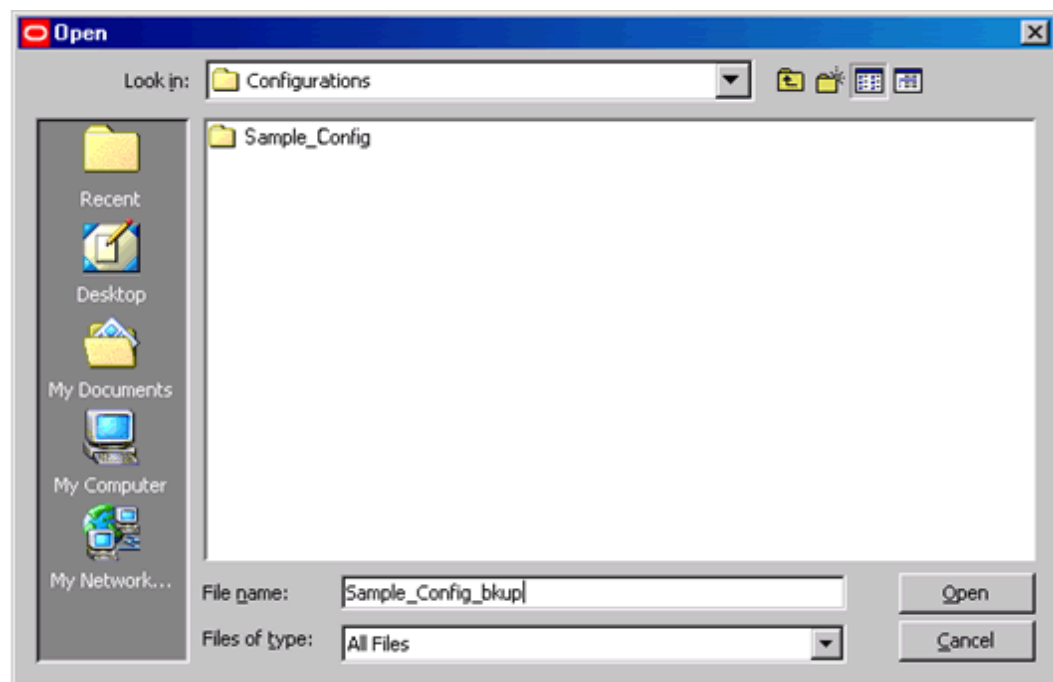 Open
Look in:
Configurations
Sample_Config
Recent
Desktop
My Documents
My Computer
My Network...
File name:
Sample_Config_bkup
Open
Files of type:
All Files
Cancel